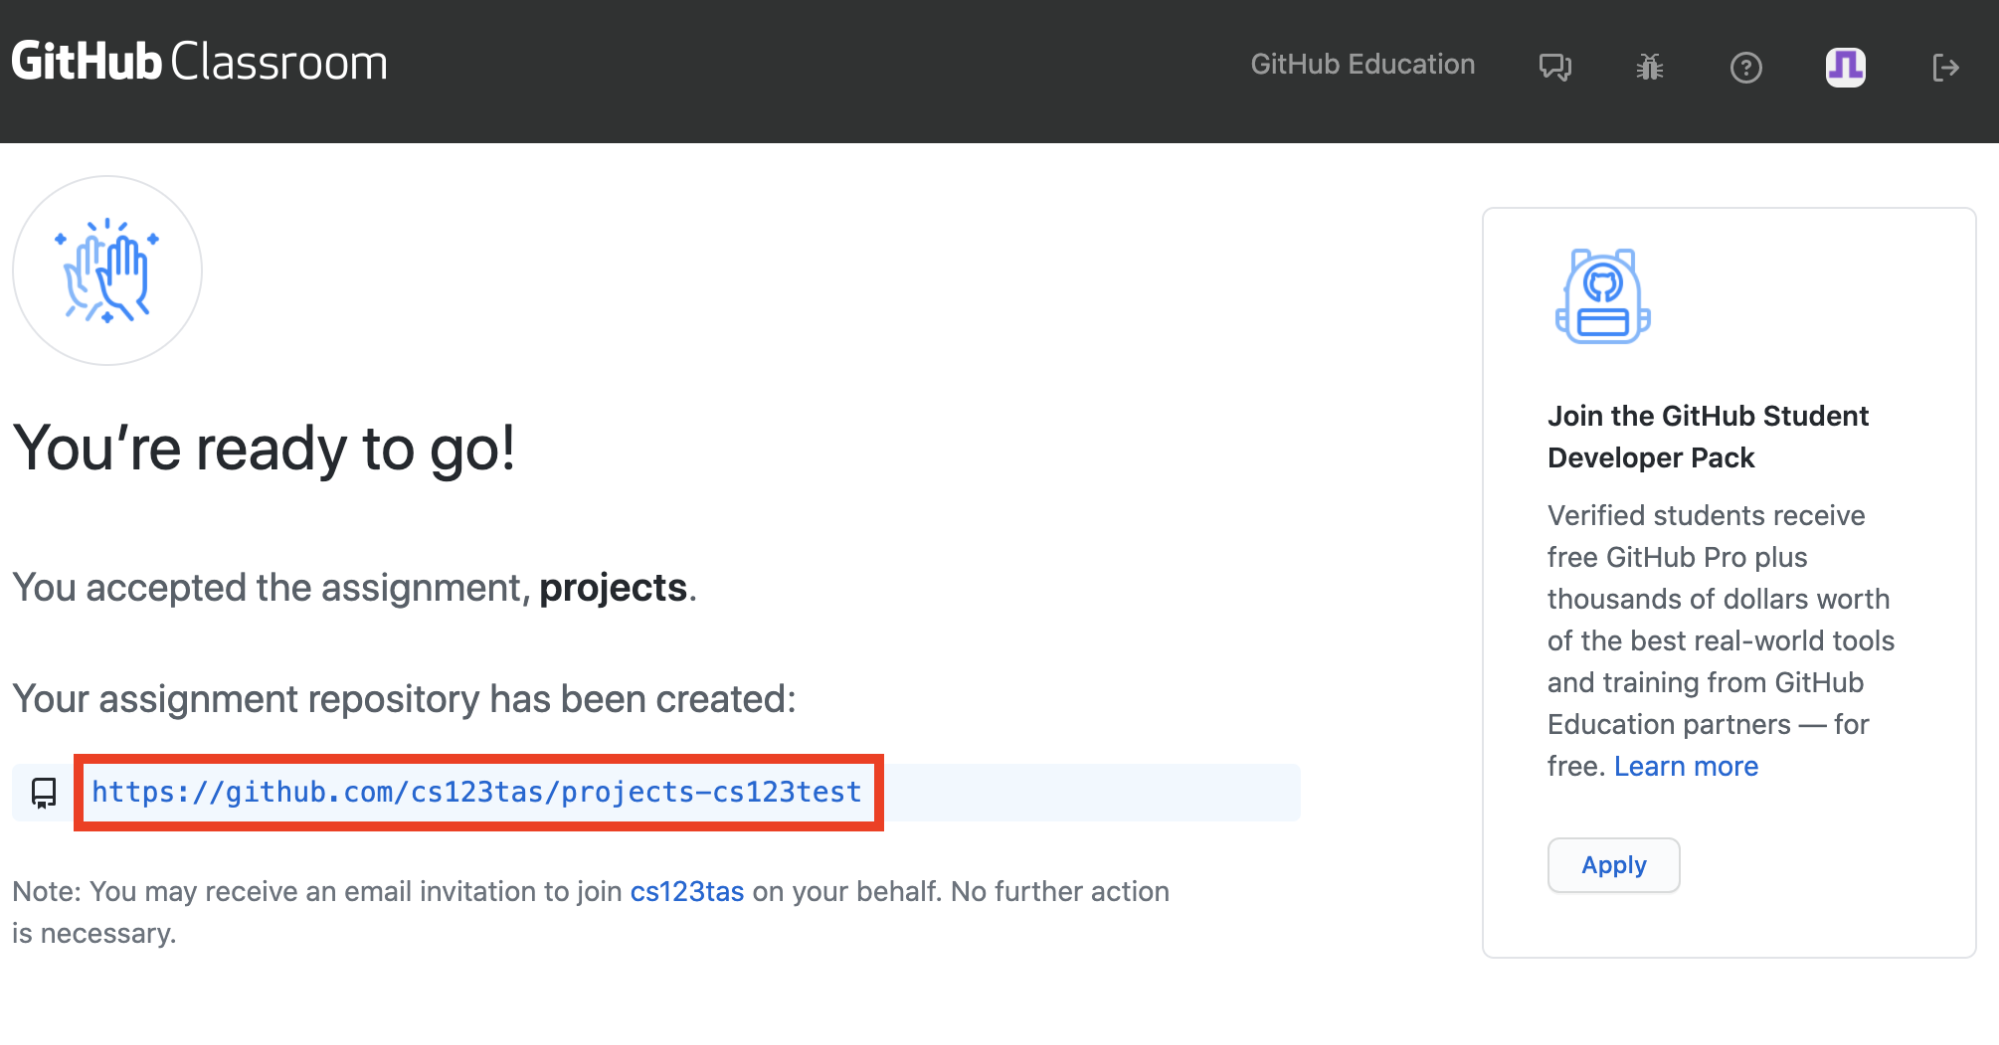 GitHub Classroom
GitHub Education
You’re ready to go!
You accepted the assignment, projects.
Your assignment repository has been created:
https://github.com/cs123tas/projects-cs123test
Note: You may receive an email invitation to join cs123tas on your behalf. No further action
is necessary.
Join the GitHub Student
Developer Pack
Verified students receive
free GitHub Pro plus
thousands of dollars worth
of the best real-world tools
and training from GitHub
Education partners — for
free. Learn more
Apply